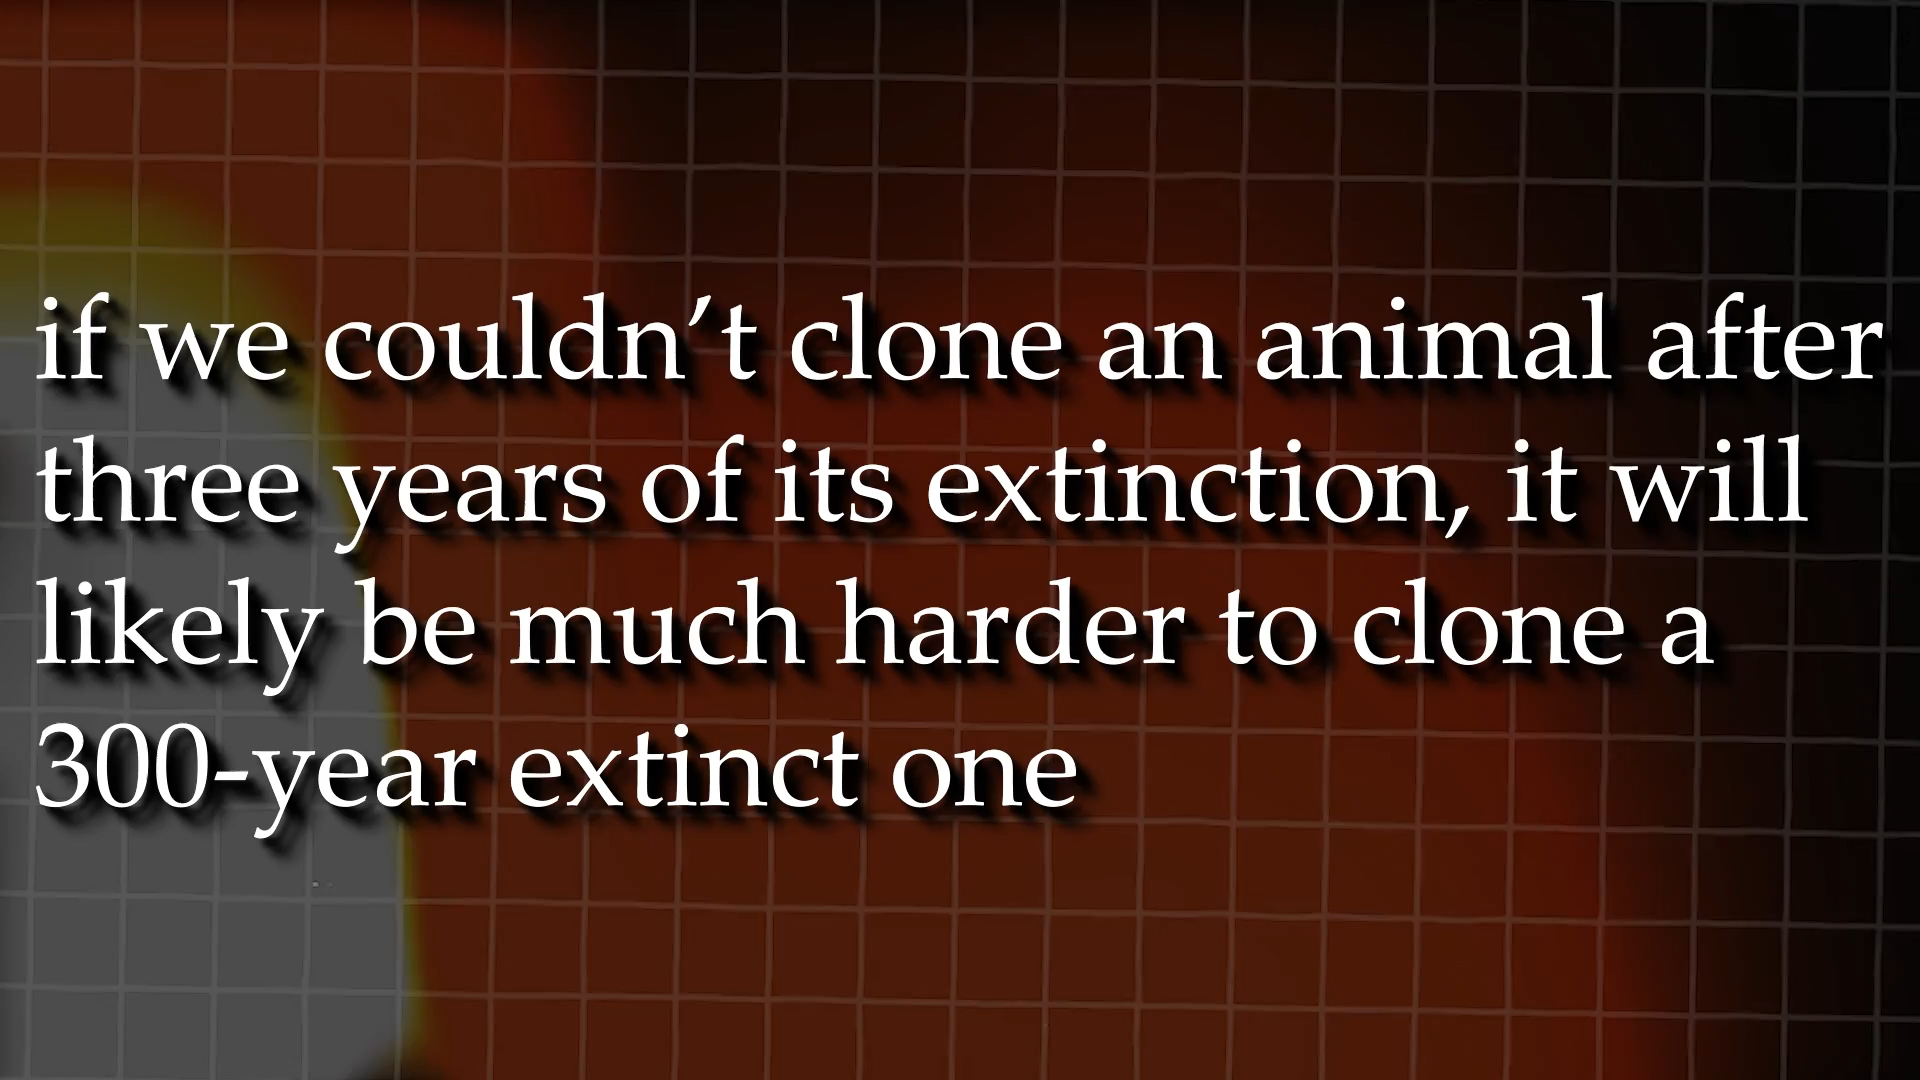 if we couldn’t clone an animal after
three years of its extinction, it will
likely be much harder to clone a
300-year extinct one